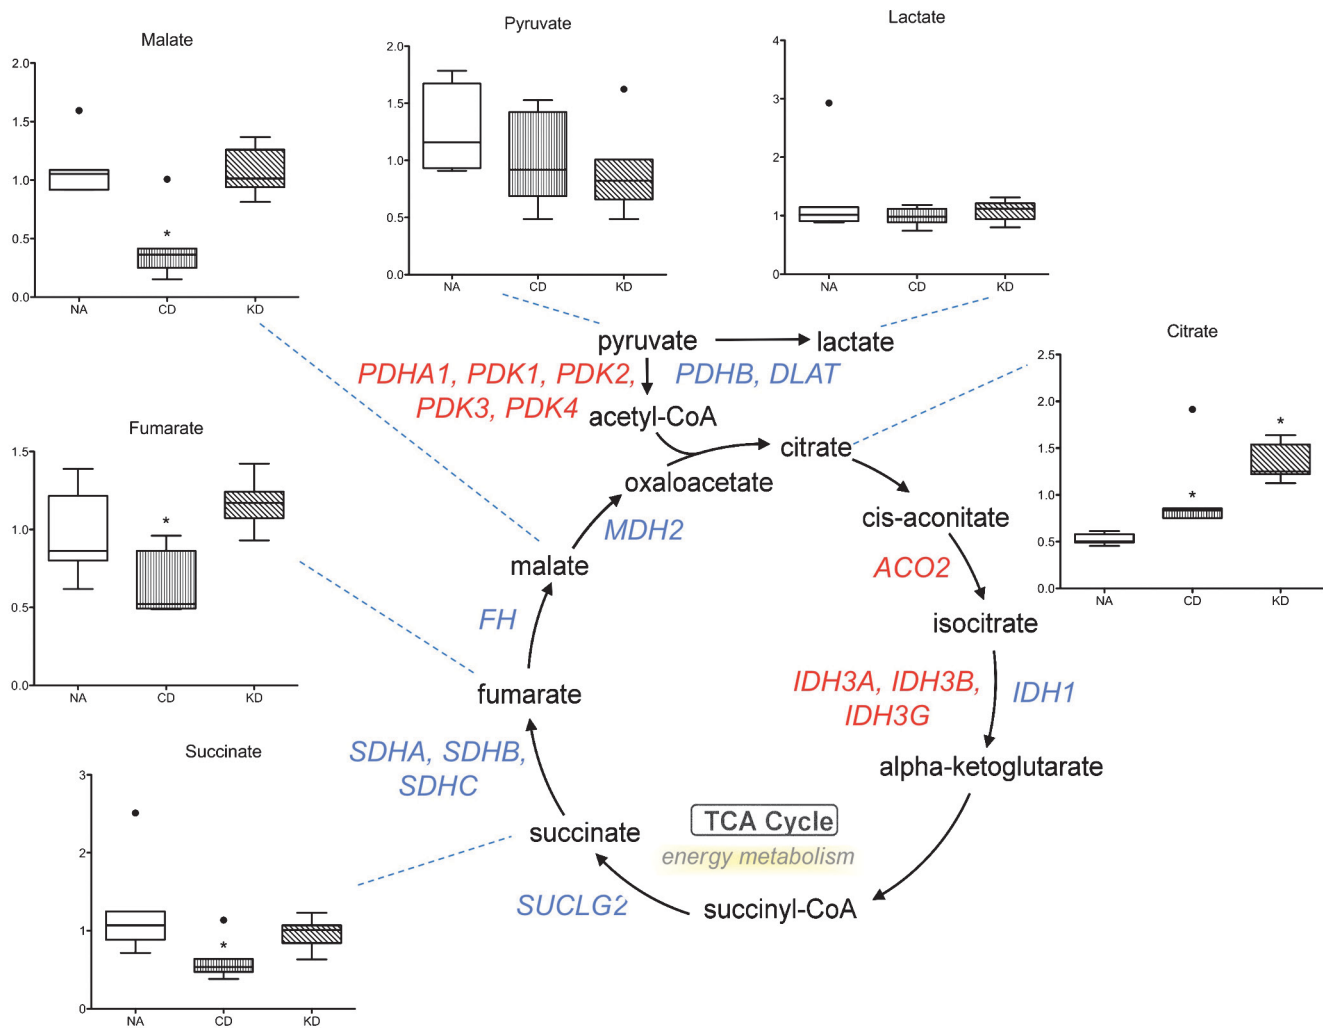 Malate
2.0
1.5
1.0
0.5
0.0
NA CD KD
*
Pyruvate
2.0
1.5
1.0
0.5
0.0
NA CD KD
Lactate
4
3
2
1
0
NA CD KD
Citrate
2.5
2.0
1.5
1.0
0.5
0.0
NA CD KD
*
*
Fumarate
1.5
1.0
0.5
0.0
NA CD KD
*
Succinate
3
2
1
0
NA CD KD
*
pyruvate
lactate
PDHA1, PDK1, PDK2,
PDK3, PDK4
PDHB, DLAT
acetyl-CoA
citrate
oxaloacetate
cis-aconitate
MDH2
malate
ACO2
FH
isocitrate
IDH3A, IDH3B,
IDH3G
IDH1
fumarate
SDHA, SDHB,
SDHC
alpha-ketoglutarate
succinate
TCA Cycle
energy metabolism
SUCLG2
succinyl-CoA